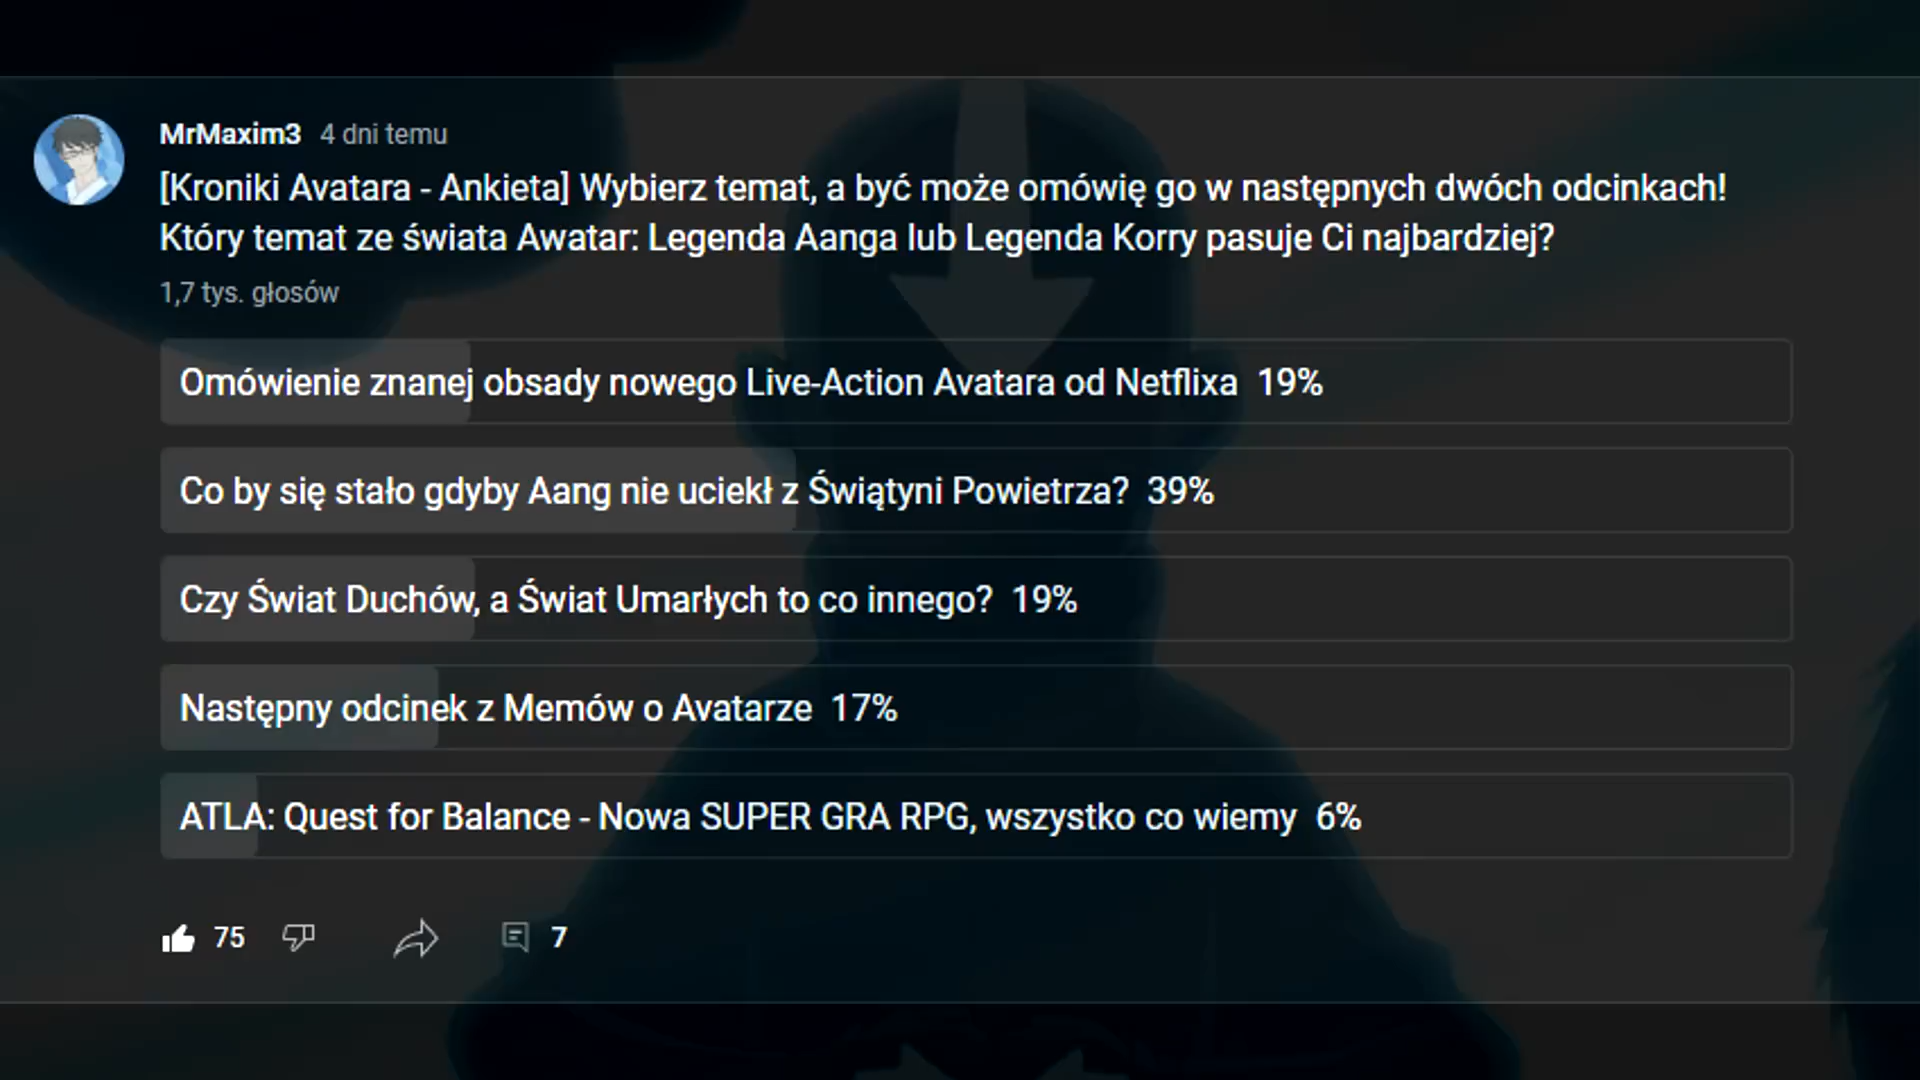 MrMaxim3 4 dni temu
[Kroniki Avatara - Ankieta] Wybierz temat, a być może omówię go w następnych dwóch odcinkach!
Który temat ze świata Awatar: Legenda Aanga lub Legenda Korry pasuje Ci najbardziej?
1,7 tys. głosów
Omówienie znanej obsady nowego Live-Action Avatara od Netflixa 19%
Co by się stało gdyby Aang nie uciekł z Świątyni Powietrza? 39%
Czy Świat Duchów, a Świat Umarłych to co innego? 19%
Następny odcinek z Memów o Avatarze 17%
ATLA: Quest for Balance - Nowa SUPER GRA RPG, wszystko co wiemy 6%
75 7